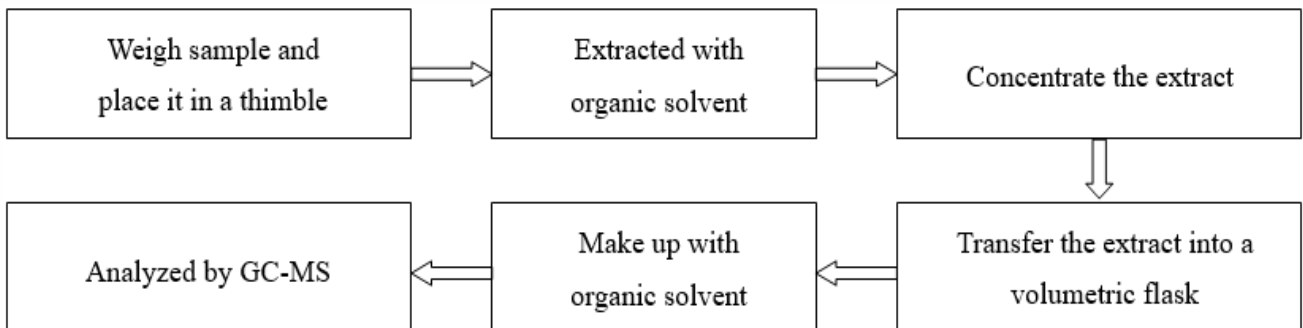 Weigh sample and
place it in a thimble
Extracted with
organic solvent
Concentrate the extract
Transfer the extract into a
volumetric flask
Make up with
organic solvent
Analyzed by GC-MS